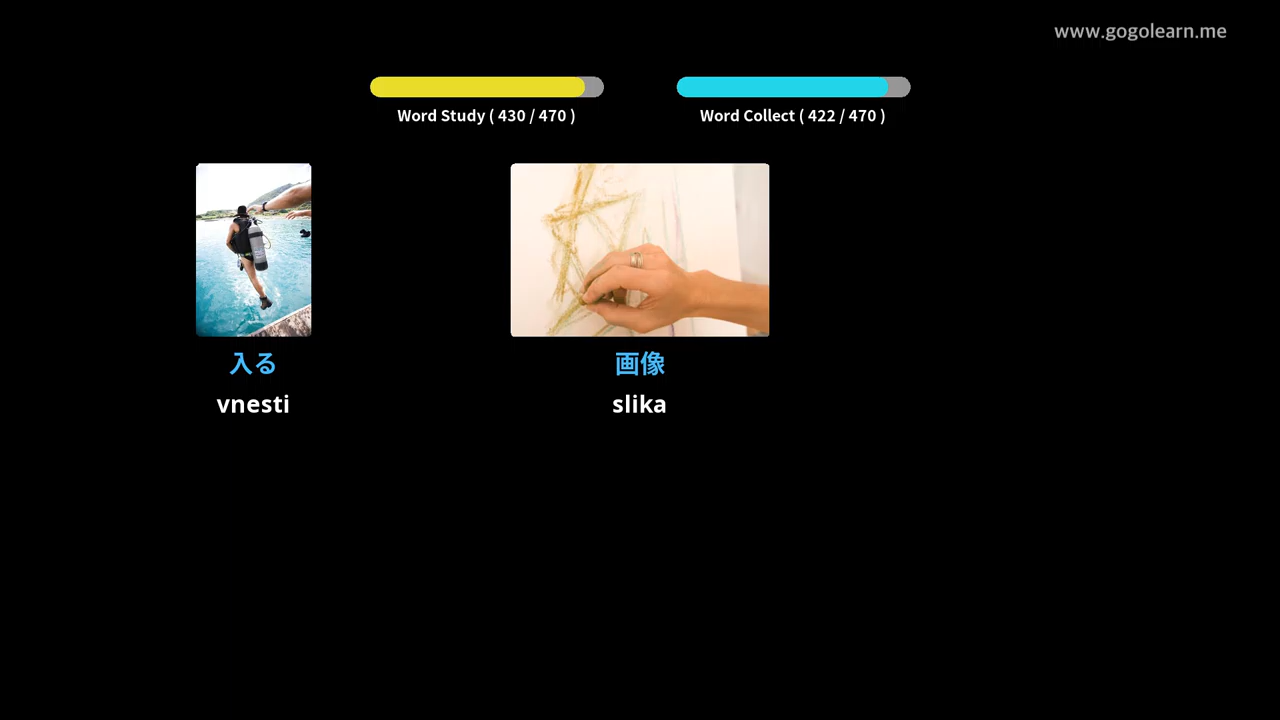 www.gogolearn.me
Word Study ( 430 / 470 )
Word Collect ( 422 / 470 )
入る
画像
vnesti
slika